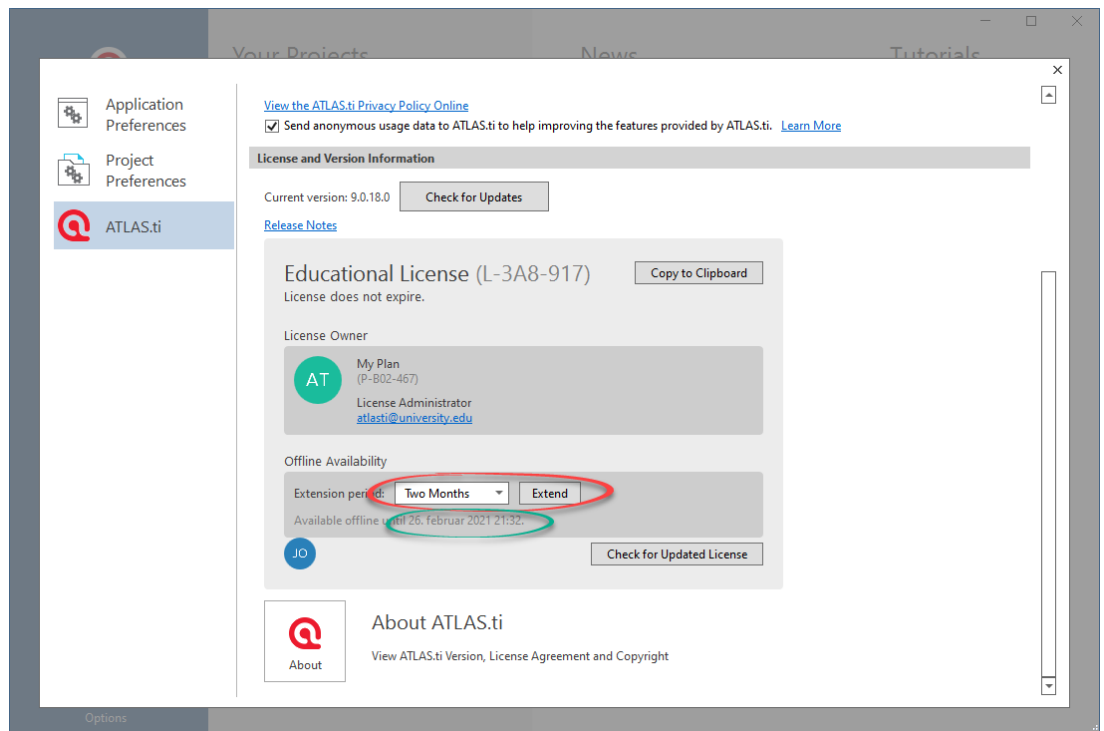 Your Projects
News
Tutorials
Application
Preferences
Project
Preferences
ATLAS.ti
View the ATLAS.ti Privacy Policy Online
Send anonymous usage data to ATLAS.ti to help improving the features provided by ATLAS.ti. Learn More
License and Version Information
Current version: 9.0.18.0 Check for Updates
Release Notes
Educational License (L-3A8-917) Copy to Clipboard
License does not expire.
License Owner
AT
My Plan
(P-B02-467)
License Administrator
atlasti@university.edu
Offline Availability
Extension period: Two Months Extend
Available offline until 26. februar 2021 21:32.
JO
Check for Updated License
About
About ATLAS.ti
View ATLAS.ti Version, License Agreement and Copyright
Options